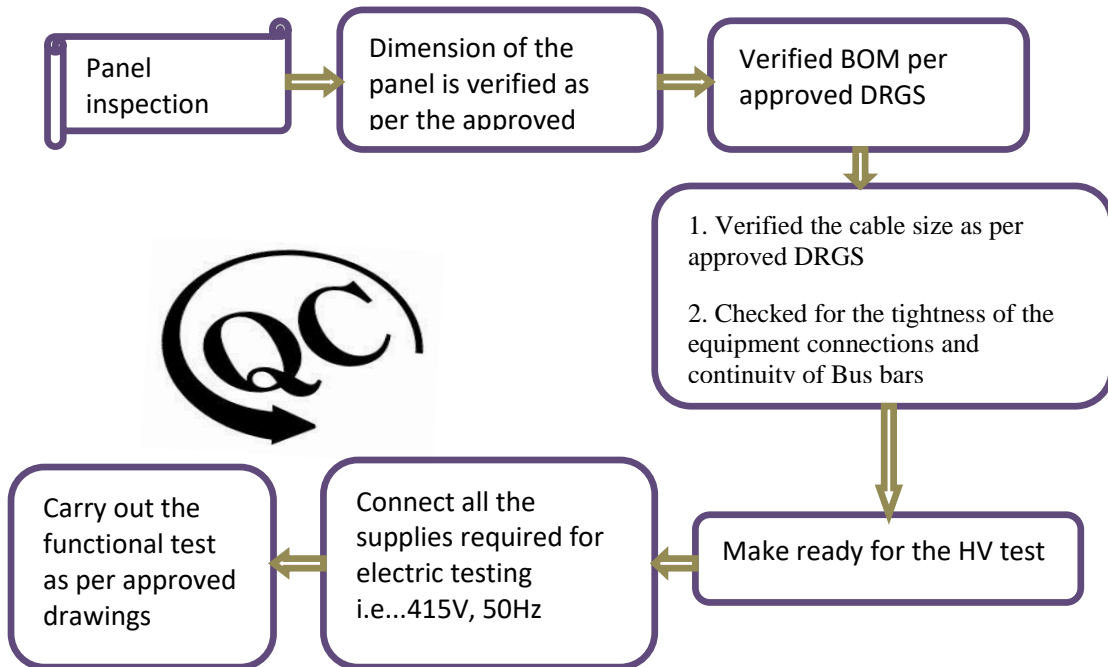 Panel
inspection
Dimension of the
panel is verified as
per the approved
Verified BOM per
approved DRGS
1. Verified the cable size as per
approved DRGS
2. Checked for the tightness of the
equipment connections and
continuity of Bus bars
QC
Make ready for the HV test
Connect all the
supplies required for
electric testing
i.e...415V, 50Hz
Carry out the
functional test
as per approved
drawings